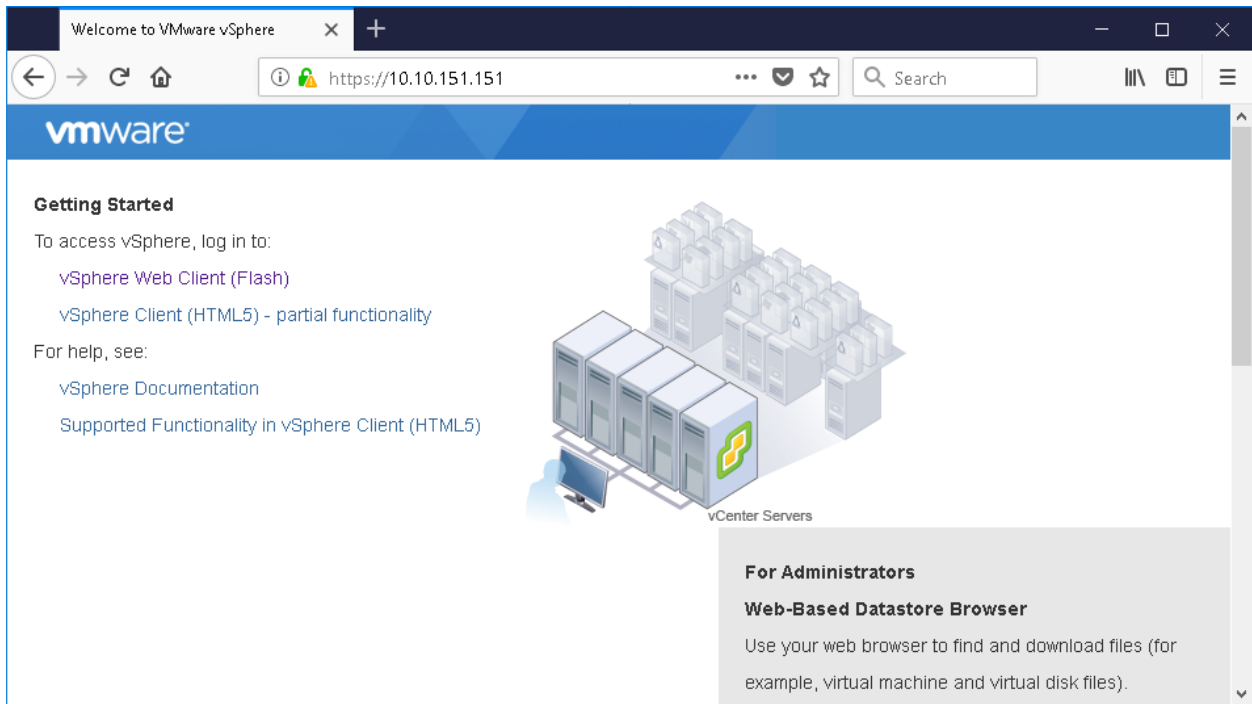 Welcome to VMware vSphere
https://10.10.151.151
Search
vmware
Getting Started
To access vSphere, log in to:
vSphere Web Client (Flash)
vSphere Client (HTML5) - partial functionality
For help, see:
vSphere Documentation
Supported Functionality in vSphere Client (HTML5)
vCenter Servers
For Administrators
Web-Based Datastore Browser
Use your web browser to find and download files (for
example, virtual machine and virtual disk files).